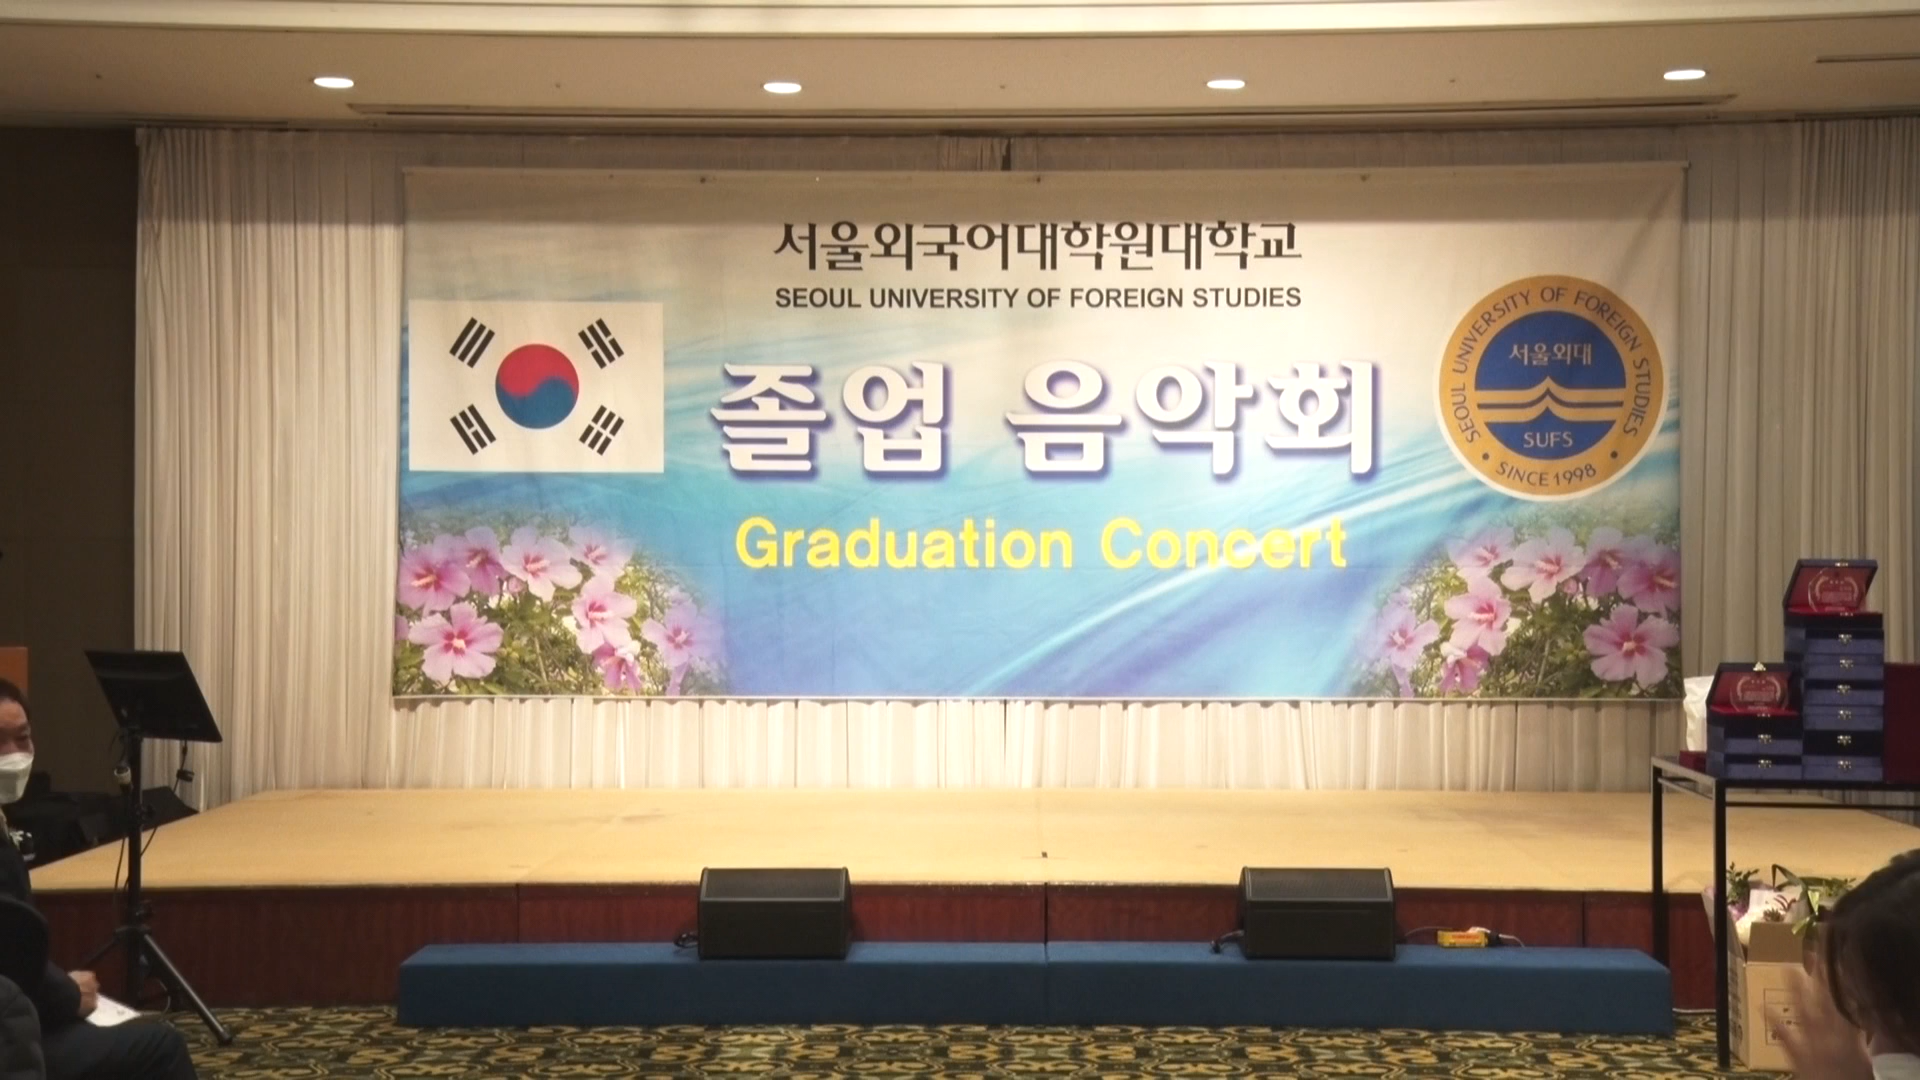 서울외국어대학원대학교
SEOUL UNIVERSITY OF FOREIGN STUDIES
졸업 음악회
Graduation Concert
SEOUL UNIVERSITY OF FOREIGN STUDIES
서울외대
SUFS
• SINCE 1998 •